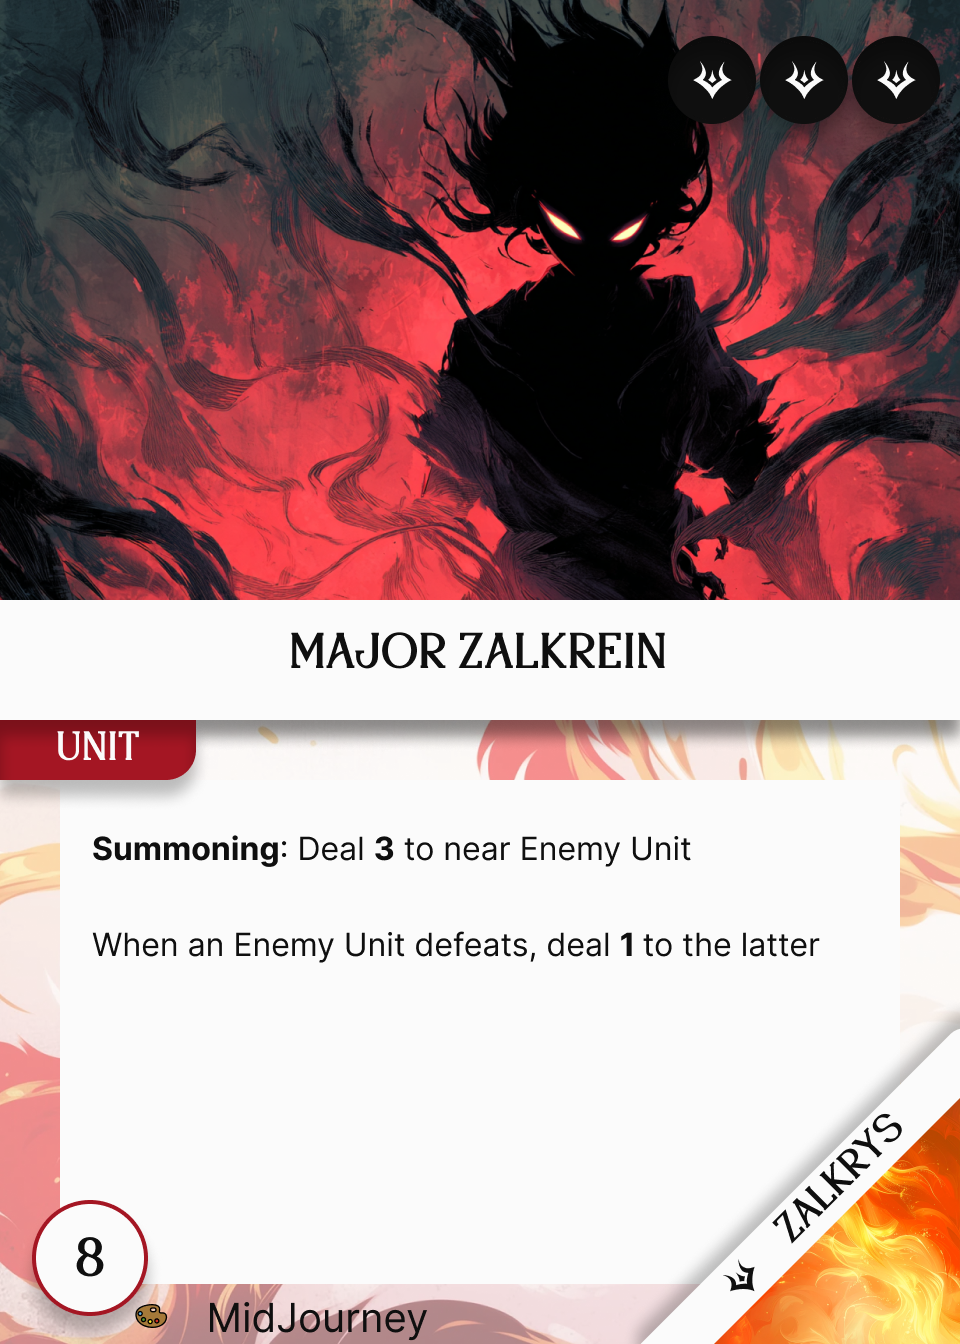 MAJOR ZALKREIN
UNIT
Summoning: Deal 3 to near Enemy Unit
When an Enemy Unit defeats, deal 1 to the latter
ZALKRYS
8
MidJourney